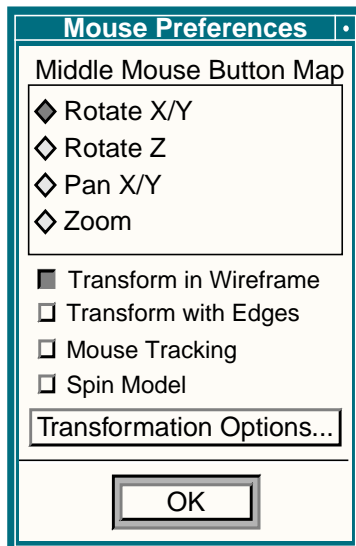 Mouse Preferences
Middle Mouse Button Map
Rotate X/Y
Rotate Z
Pan X/Y
Zoom
Transform in Wireframe
Transform with Edges
Mouse Tracking
Spin Model
Transformation Options...
OK